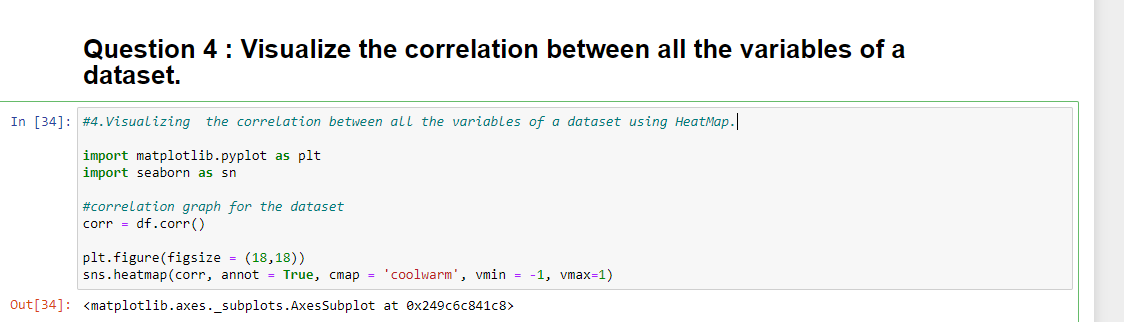 Question 4 : Visualize the correlation between all the variables of a
dataset.
In [34]: #4.Visualizing  the correlation between all the variables of a dataset using HeatMap.
import matplotlib.pyplot as plt
import seaborn as sn
#correlation graph for the dataset
corr = df.corr()
plt.figure(figsize = (18,18))
sns.heatmap(corr, annot = True, cmap = 'coolwarm', vmin = -1, vmax=1)
Out[34]: <matplotlib.axes._subplots.AxesSubplot at 0x249c6c841c8>